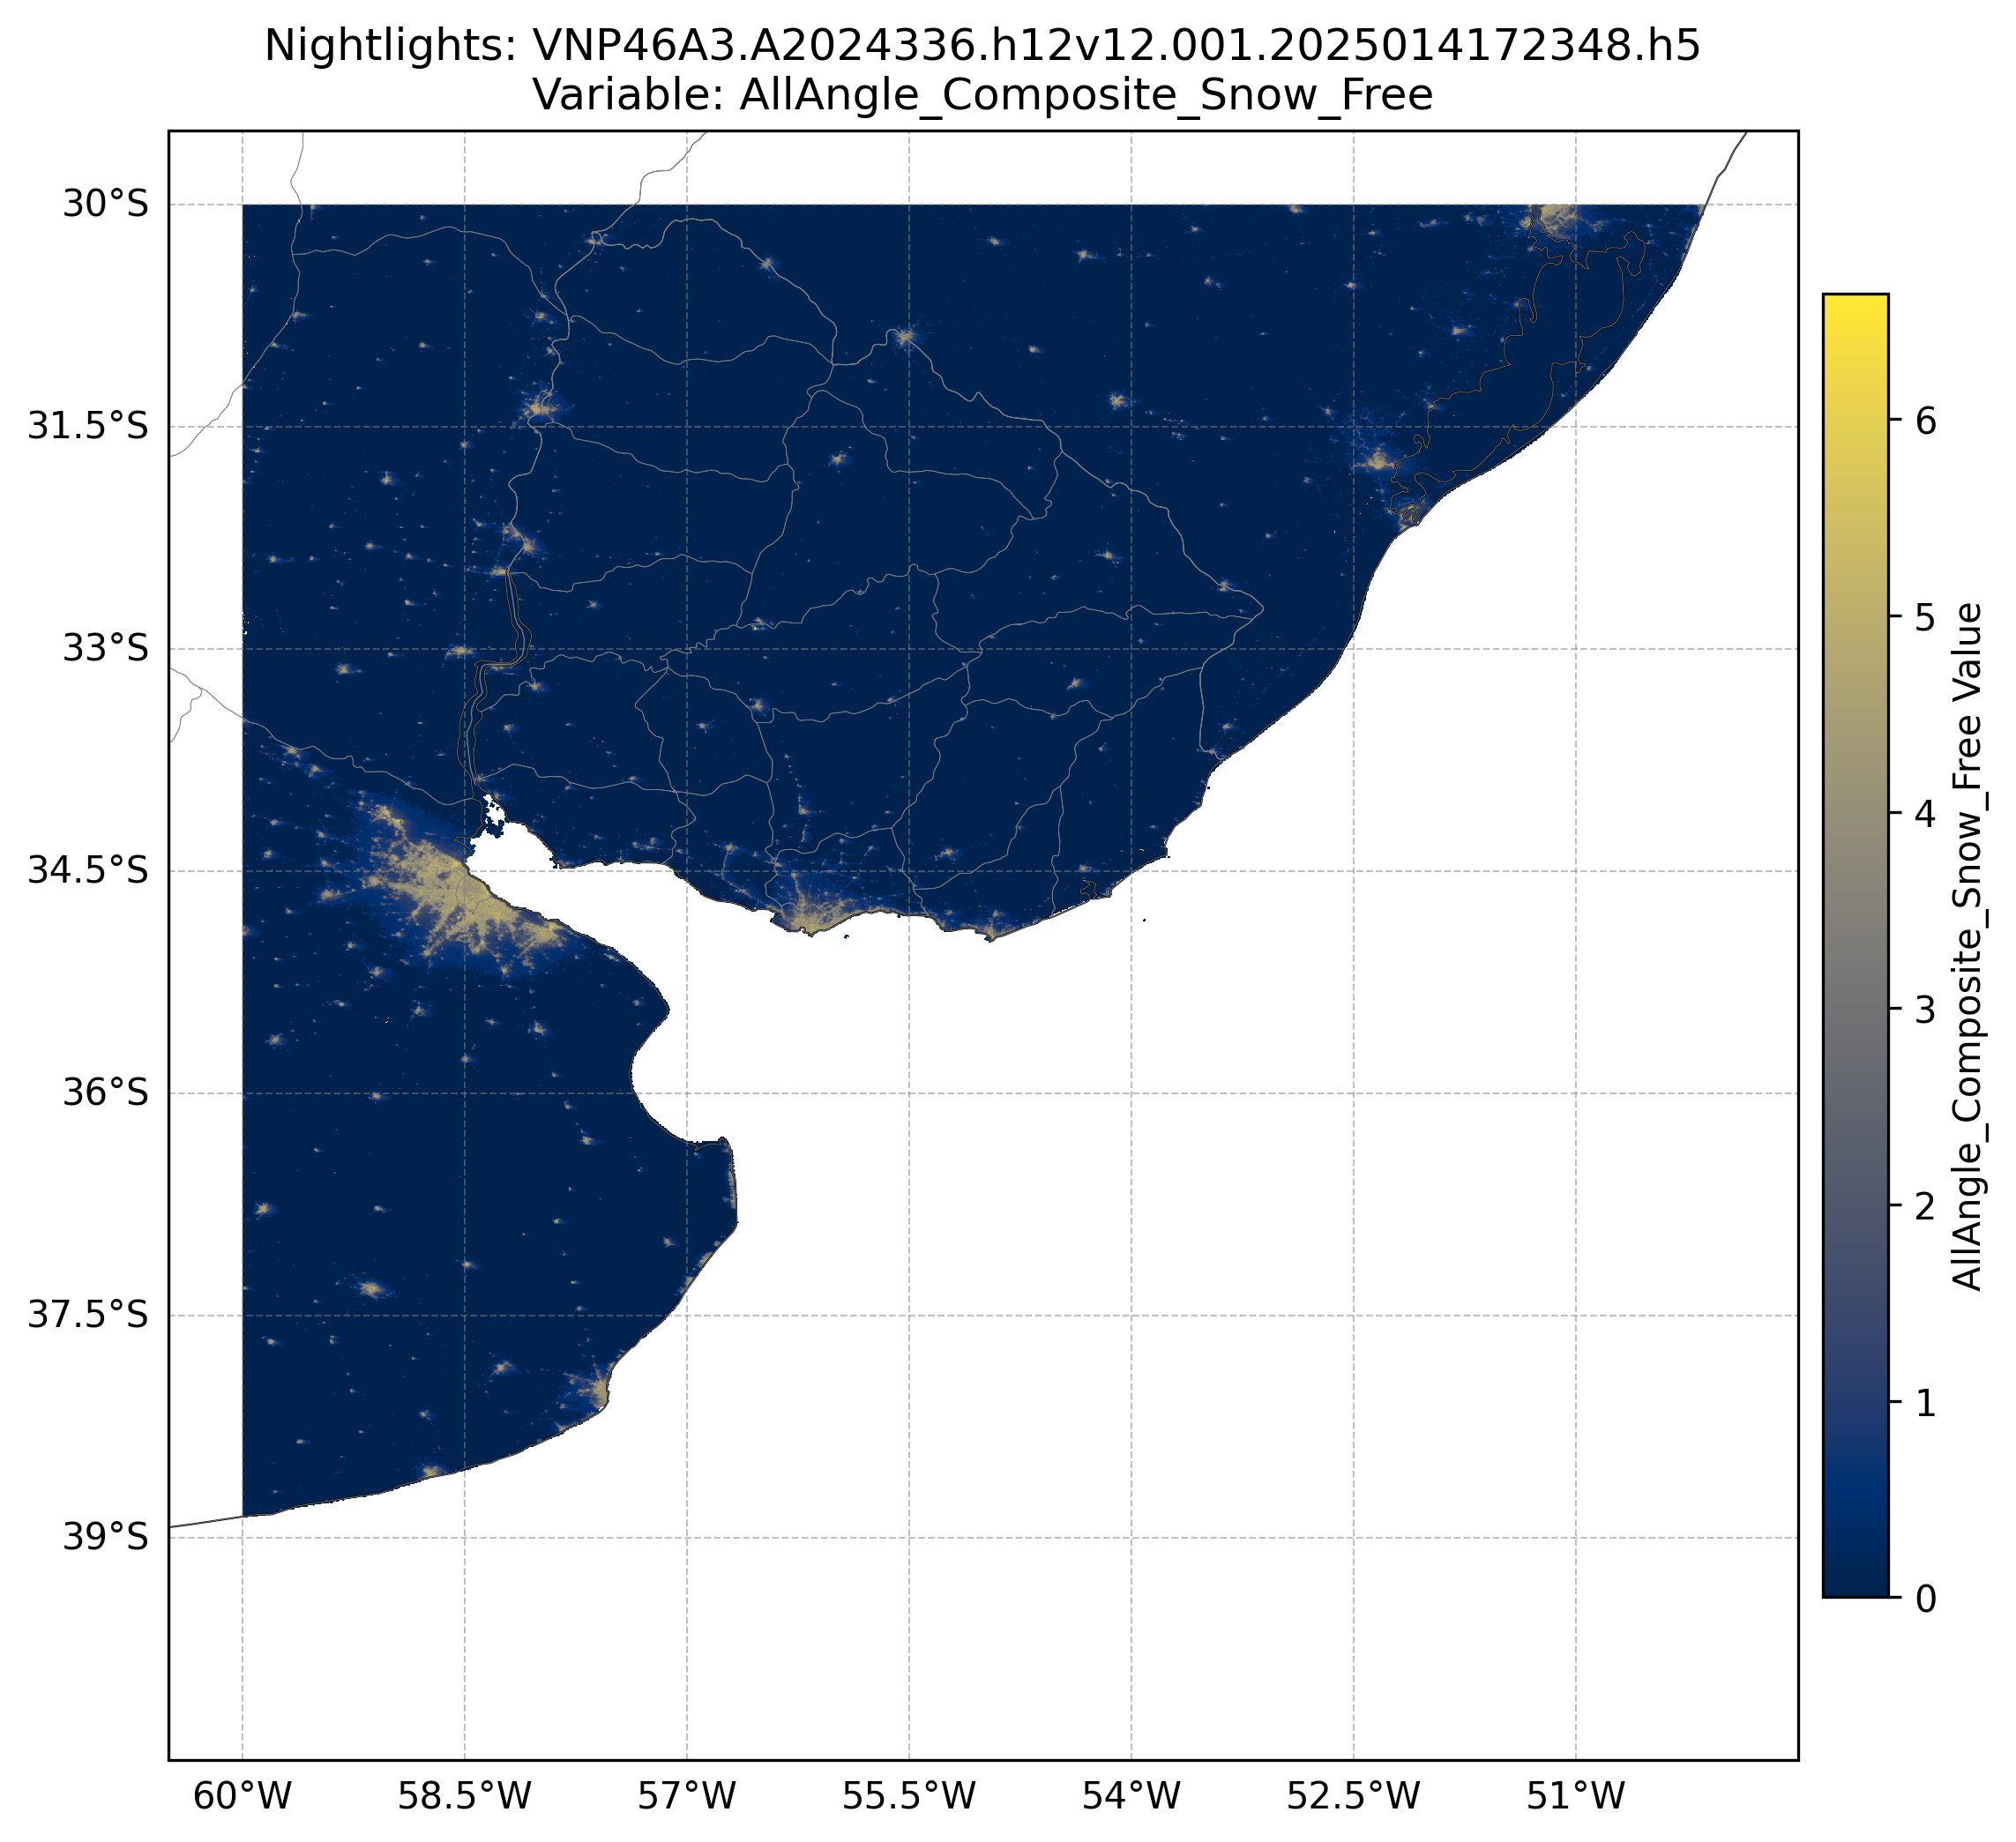 Nightlights: VNP46A3.A2024336.h12v12.001.2025014172348.h5
Variable: AllAngle_Composite_Snow_Free
30°S
31.5°S
33°S
34.5°S
36°S
37.5°S
39°S
60°W
58.5°W
57°W
55.5°W
54°W
52.5°W
51°W
6
5
4
3
2
1
0
AllAngle_Composite_Snow_Free Value